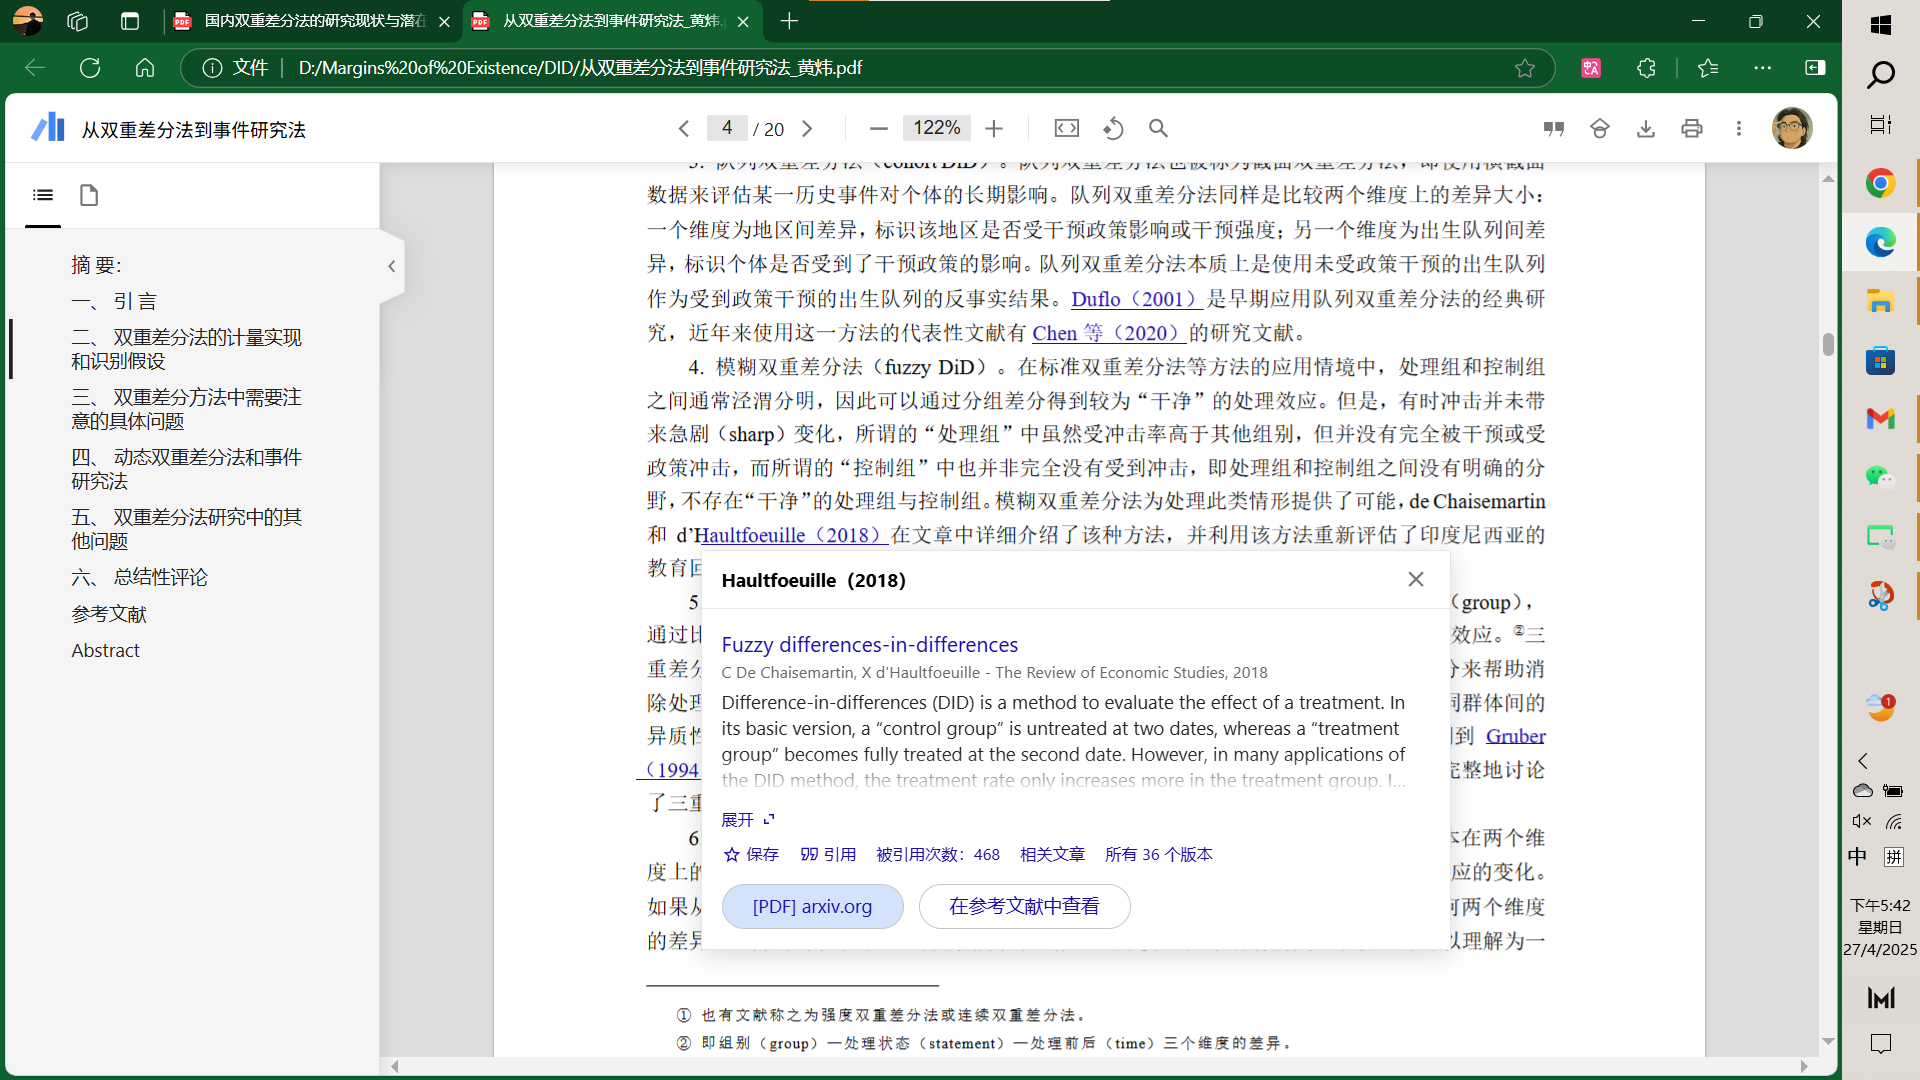 国内双重差分法的研究现状与潜在
从双重差分法到事件研究法_黄炜.
文件
D:/Margins%20of%20Existence/DID/从双重差分法到事件研究法_黄炜.pdf
从双重差分法到事件研究法
4 / 20
122%
摘 要:
一、 引 言
二、 双重差分法的计量实现
和识别假设
三、 双重差分方法中需要注
意的具体问题
四、 动态双重差分法和事件
研究法
五、 双重差分法研究中的其
他问题
六、 总结性评论
参考文献
Abstract
3. 队列双重差分法（cohort DiD）。队列双重差分法也被称为截面双重差分法，即使用横截面
数据来评估某一历史事件对个体的长期影响。队列双重差分法同样是比较两个维度上的差异大小：
一个维度为地区间差异，标识该地区是否受干预政策影响或干预强度；另一个维度为出生队列间差
异，标识个体是否受到了干预政策的影响。队列双重差分法本质上是使用未受政策干预的出生队列
作为受到政策干预的出生队列的反事实结果。Duflo（2001）是早期应用队列双重差分法的经典研
究，近年来使用这一方法的代表性文献有 Chen 等（2020）的研究文献。
4. 模糊双重差分法（fuzzy DiD）。在标准双重差分法等方法的应用情境中，处理组和控制组
之间通常泾渭分明，因此可以通过分组差分得到较为“干净”的处理效应。但是，有时冲击并未带
来急剧（sharp）变化，所谓的“处理组”中虽然受冲击率高于其他组别，但并没有完全被干预或受
政策冲击，而所谓的“控制组”中也并非完全没有受到冲击，即处理组和控制组之间没有明确的分
野，不存在“干净”的处理组与控制组。模糊双重差分法为处理此类情形提供了可能，de Chaisemartin
和 d’Haultfoeuille（2018）在文章中详细介绍了该种方法，并利用该方法重新评估了印度尼西亚的
教育
5 （group），
通过 效应。②三
重差 来帮助消
除处理 群体间的
异质性 到 Gruber
（1994 完整地讨论
了三重
6 在两个维
度上的 应的变化。
如果 两个维度
的差异 以理解为一
Haultfoeuille（2018）
Fuzzy differences-in-differences
C De Chaisemartin, X d'Haultfoeuille - The Review of Economic Studies, 2018
Difference-in-differences (DID) is a method to evaluate the effect of a treatment. In
its basic version, a “control group” is untreated at two dates, whereas a “treatment
group” becomes fully treated at the second date. However, in many applications of
the DID method, the treatment rate only increases more in the treatment group. I...
展开
保存 引用 被引用次数：468 相关文章 所有 36 个版本
[PDF] arxiv.org
在参考文献中查看
① 也有文献称之为强度双重差分法或连续双重差分法。
② 即组别（group）—处理状态（statement）—处理前后（time）三个维度的差异。
1
中 拼
下午5:42
星期日
27/4/2025